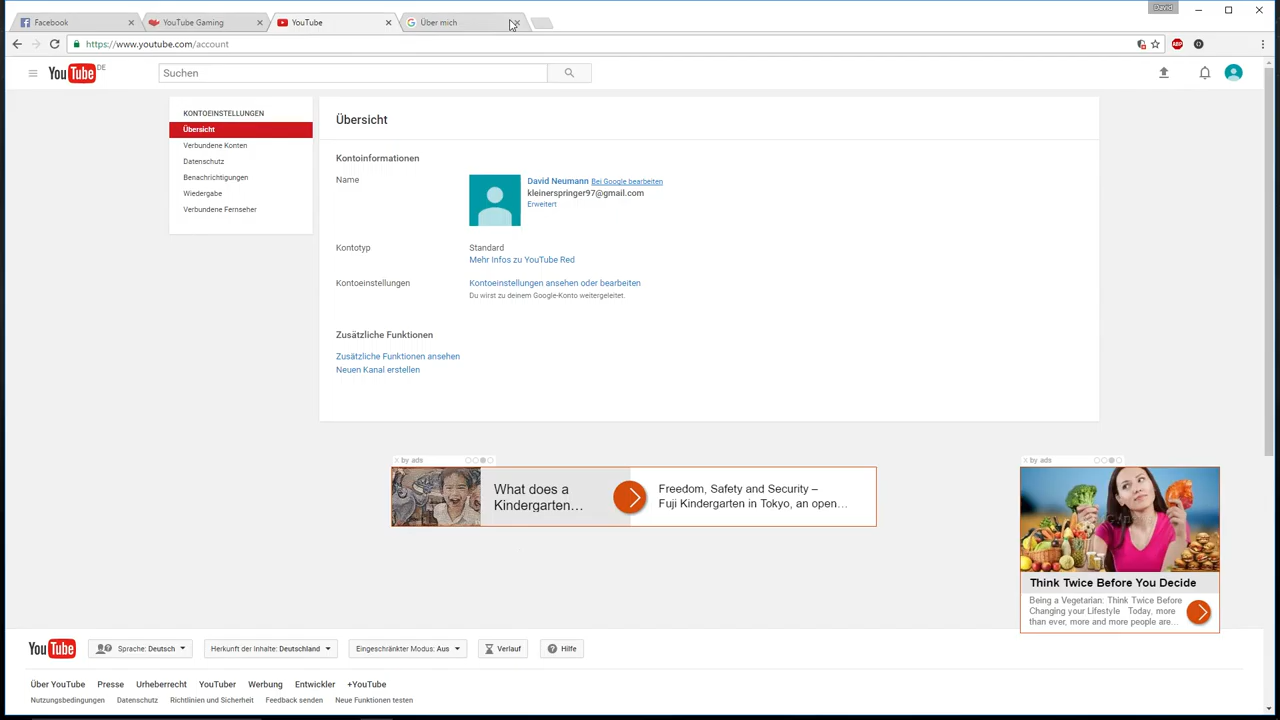 David
Facebook
YouTube Gaming
YouTube
Über mich
https://www.youtube.com/account
ABP
YouTube DE
Suchen
KONTOEINSTELLUNGEN
Übersicht
Verbundene Konten
Datenschutz
Benachrichtigungen
Wiedergabe
Verbundene Fernseher
Übersicht
Kontoinformationen
Name
David Neumann Bei Google bearbeiten
kleinerspringer97@gmail.com
Erweitert
Kontotyp
Standard
Mehr Infos zu YouTube Red
Kontoeinstellungen
Kontoeinstellungen ansehen oder bearbeiten
Du wirst zu deinem Google-Konto weitergeleitet.
Zusätzliche Funktionen
Zusätzliche Funktionen ansehen
Neuen Kanal erstellen
X by ads
What does a
Kindergarten…
Freedom, Safety and Security –
Fuji Kindergarten in Tokyo, an open…
X by ads
Think Twice Before You Decide
Being a Vegetarian: Think Twice Before
Changing your Lifestyle Today, more
than ever, more and more people are...
YouTube
Sprache: Deutsch
Herkunft der Inhalte: Deutschland
Eingeschränkter Modus: Aus
Verlauf
Hilfe
Über YouTube Presse Urheberrecht YouTuber Werbung Entwickler +YouTube
Nutzungsbedingungen Datenschutz Richtlinien und Sicherheit Feedback senden Neue Funktionen testen